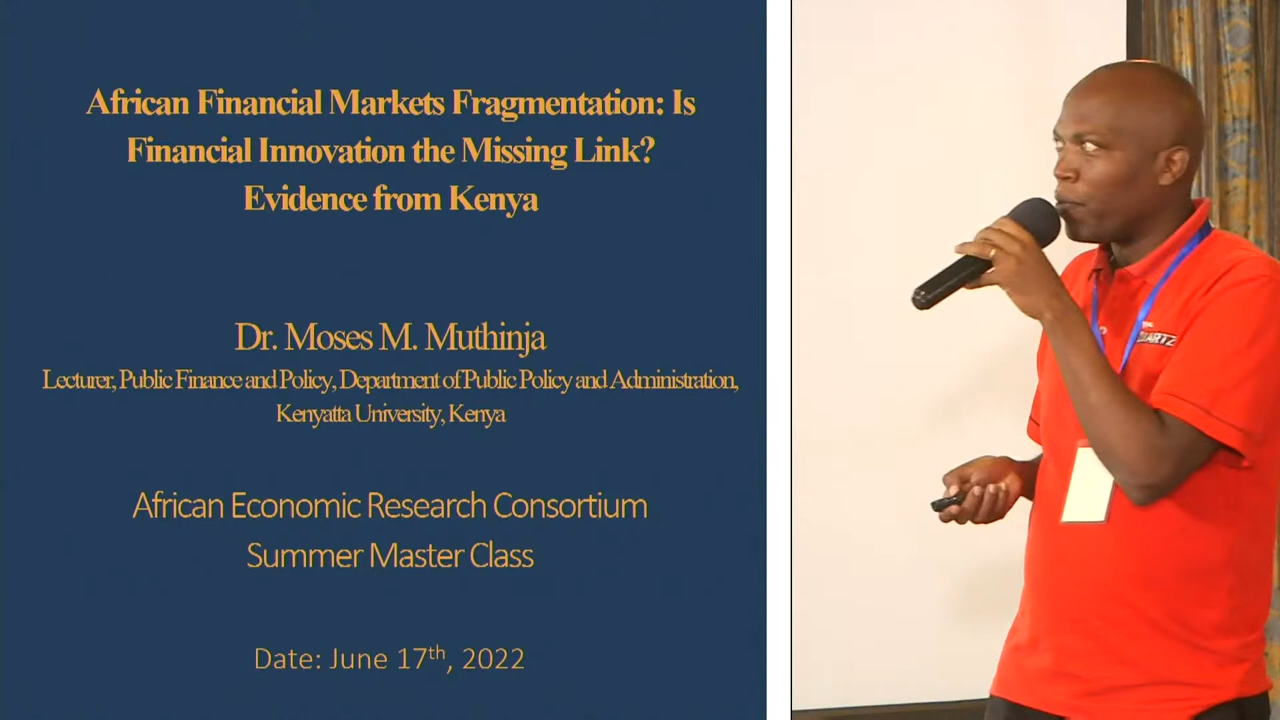 African Financial Markets Fragmentation: Is
Financial Innovation the Missing Link?
Evidence from Kenya
Dr. Moses M. Muthinja
Lecturer, Public Finance and Policy, Department of Public Policy and Administration,
Kenyatta University, Kenya
African Economic Research Consortium
Summer Master Class
Date: June 17th, 2022